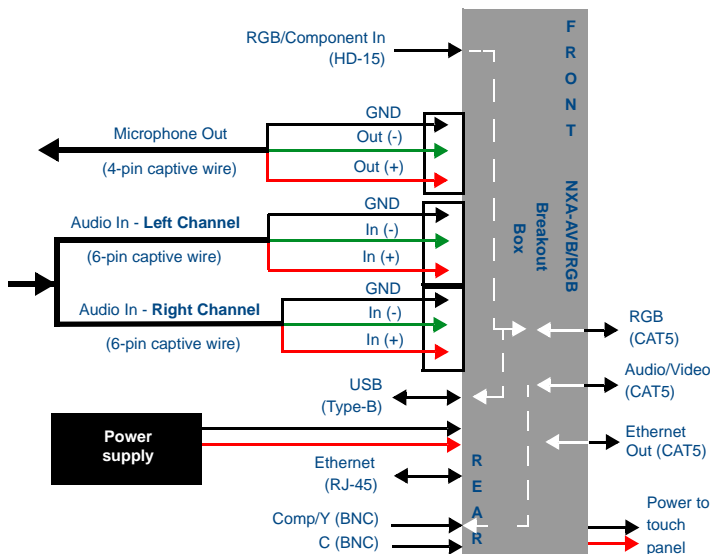 RGB/Component In
(HD-15)
GND
Microphone Out
Out (-)
(4-pin captive wire)
Out (+)
GND
Audio In - Left Channel
In (-)
(6-pin captive wire)
In (+)
GND
Audio In - Right Channel
In (-)
(6-pin captive wire)
In (+)
USB
(Type-B)
Power
supply
Ethernet
(RJ-45)
Comp/Y (BNC)
C (BNC)
FRONT
NXA-AVB/RGB
Breakout
Box
REAR
RGB
(CAT5)
Audio/Video
(CAT5)
Ethernet
Out (CAT5)
Power to
touch
panel